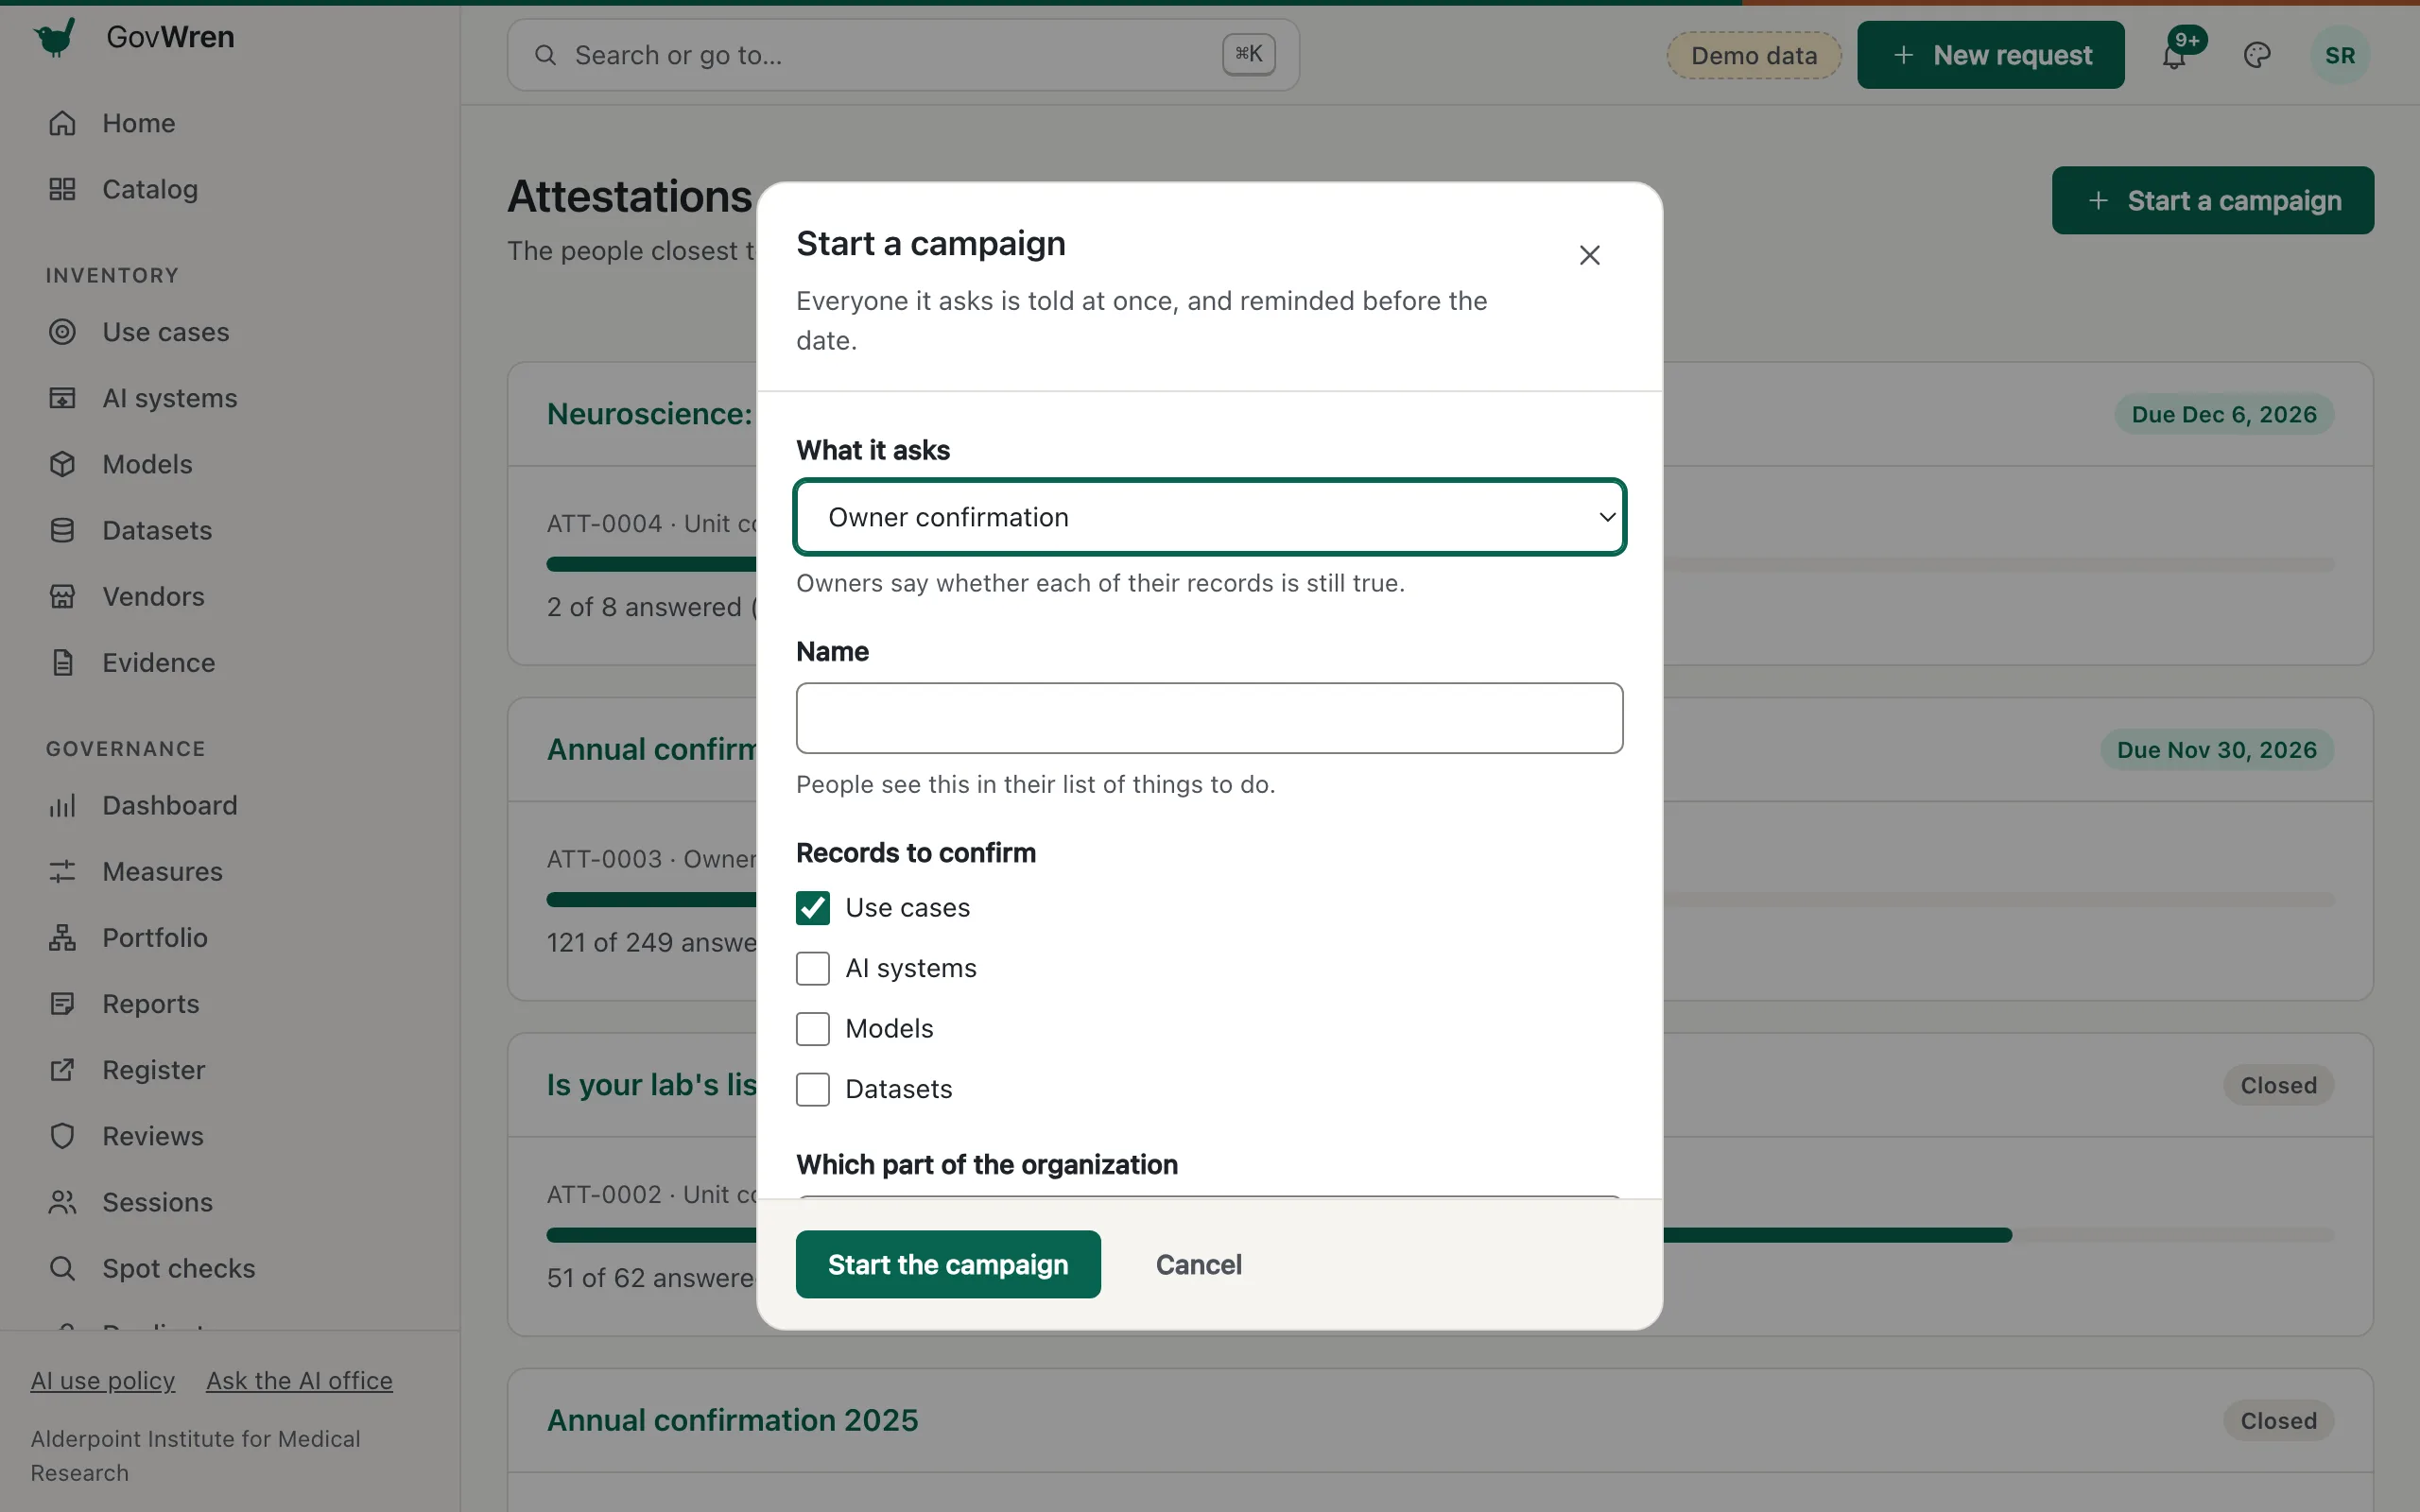 GovWren
Search or go to...
⌘K
Demo data
New request
9+
SR
Home
Catalog
INVENTORY
Use cases
AI systems
Models
Datasets
Vendors
Evidence
GOVERNANCE
Dashboard
Measures
Portfolio
Reports
Register
Reviews
Sessions
Spot checks
AI use policy
Ask the AI office
Alderpoint Institute for Medical
Research
Attestations
The people closest
Start a campaign
Neuroscience:
Due Dec 6, 2026
ATT-0004 · Unit
2 of 8 answered
Annual
Due Nov 30, 2026
ATT-0003 · Owner
121 of 249
Is your lab's
Closed
ATT-0002 · Unit
51 of 62
Annual confirmation 2025
Closed
Start a campaign
Everyone it asks is told at once, and reminded before the
date.
What it asks
Owner confirmation
Owners say whether each of their records is still true.
Name
People see this in their list of things to do.
Records to confirm
Use cases
AI systems
Models
Datasets
Which part of the organization
Start the campaign
Cancel